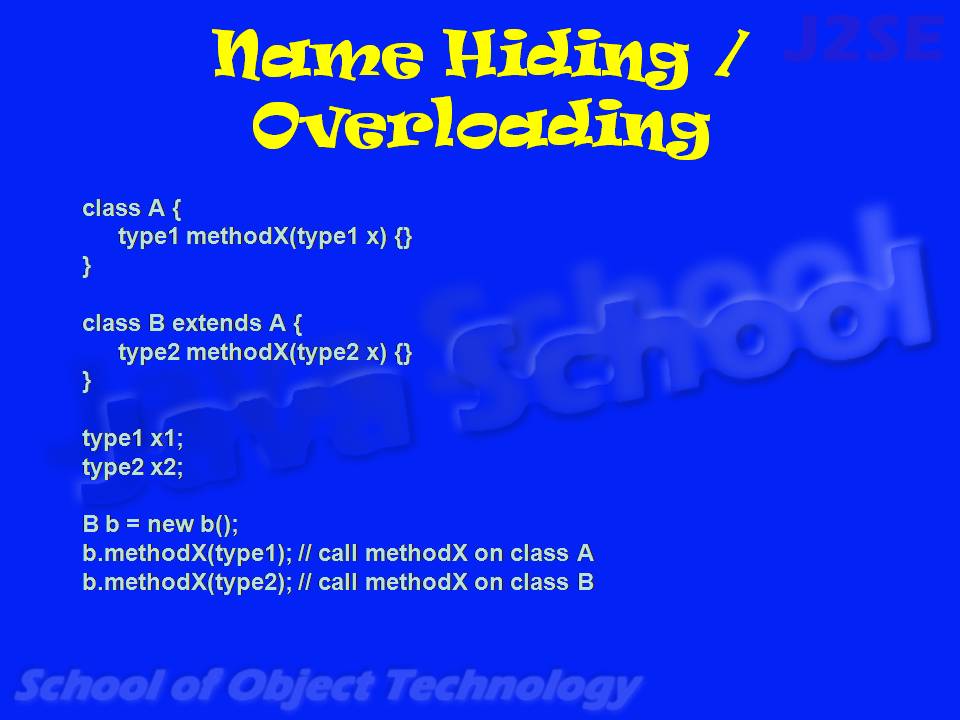 J2SE
Name Hiding /
Overloading
class A {
type1 methodX(type1 x) {}
}
class B extends A {
type2 methodX(type2 x) {}
}
Java School
type1 x1;
type2 x2;
B b = new b();
b.methodX(type1); // call methodX on class A
b.methodX(type2); // call methodX on class B
School of Object Technology